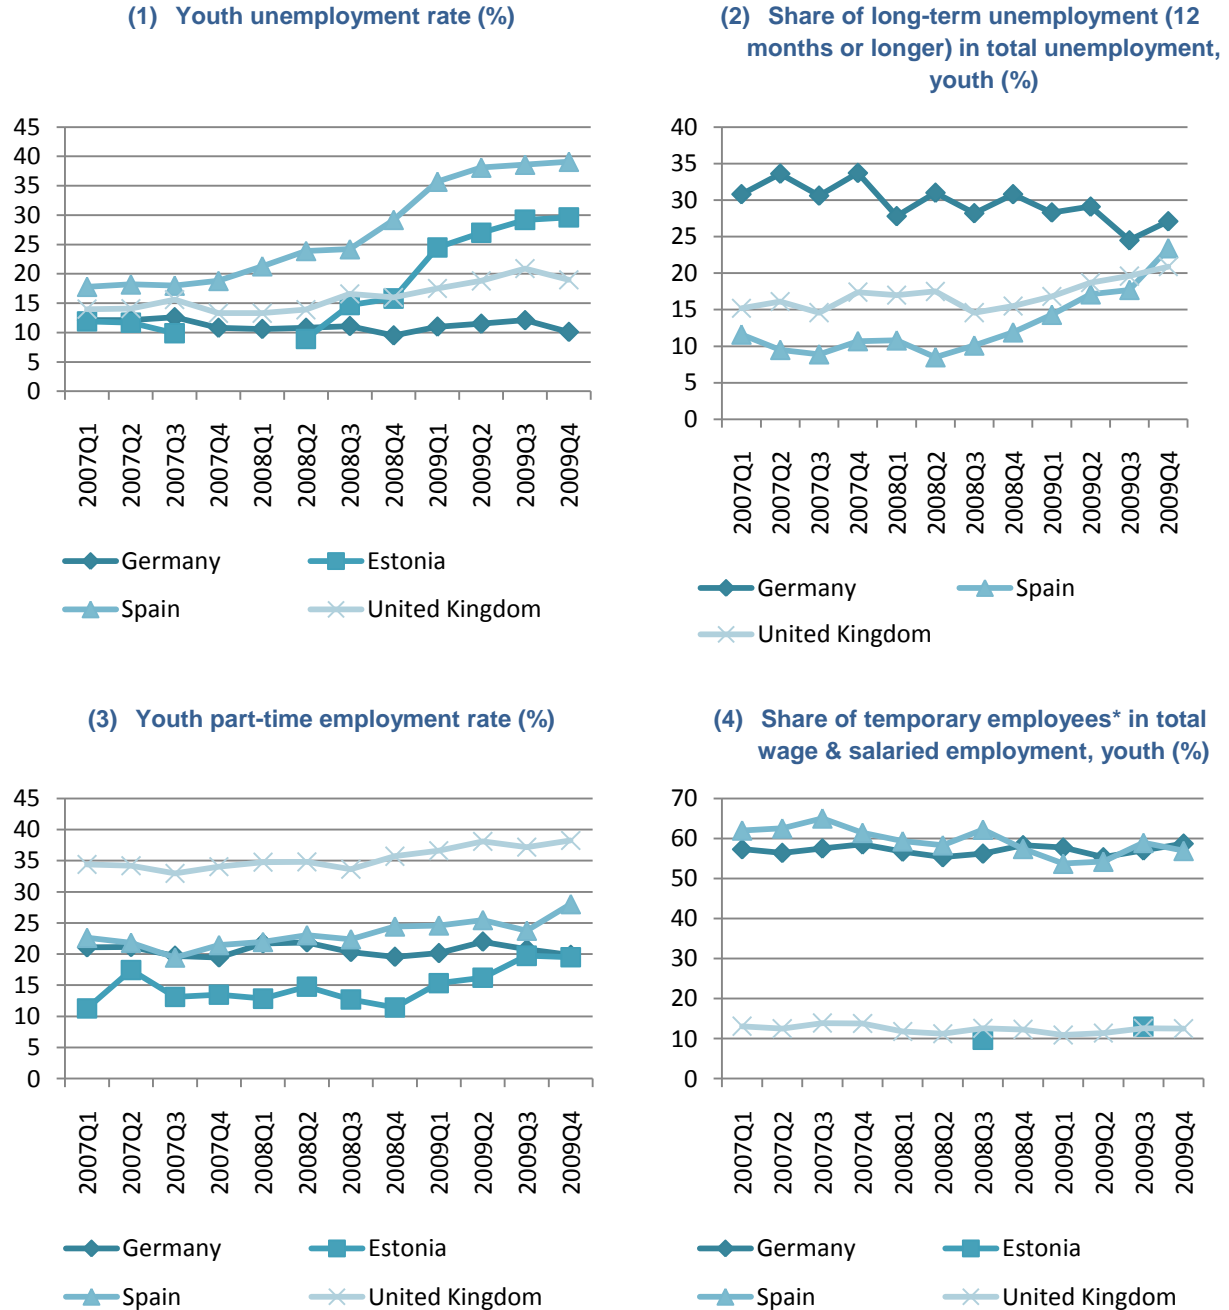 (1) Youth unemployment rate (%)
45
40
35
30
25
20
15
10
5
0
2007Q1
2007Q2
2007Q3
2007Q4
2008Q1
2008Q2
2008Q3
2008Q4
2009Q1
2009Q2
2009Q3
2009Q4
Germany
Estonia
Spain
United Kingdom
(2) Share of long-term unemployment (12
months or longer) in total unemployment,
youth (%)
40
35
30
25
20
15
10
5
0
2007Q1
2007Q2
2007Q3
2007Q4
2008Q1
2008Q2
2008Q3
2008Q4
2009Q1
2009Q2
2009Q3
2009Q4
Germany
Spain
United Kingdom
(3) Youth part-time employment rate (%)
45
40
35
30
25
20
15
10
5
0
2007Q1
2007Q2
2007Q3
2007Q4
2008Q1
2008Q2
2008Q3
2008Q4
2009Q1
2009Q2
2009Q3
2009Q4
Germany
Estonia
Spain
United Kingdom
(4) Share of temporary employees* in total
wage & salaried employment, youth (%)
70
60
50
40
30
20
10
0
2007Q1
2007Q2
2007Q3
2007Q4
2008Q1
2008Q2
2008Q3
2008Q4
2009Q1
2009Q2
2009Q3
2009Q4
Germany
Estonia
Spain
United Kingdom